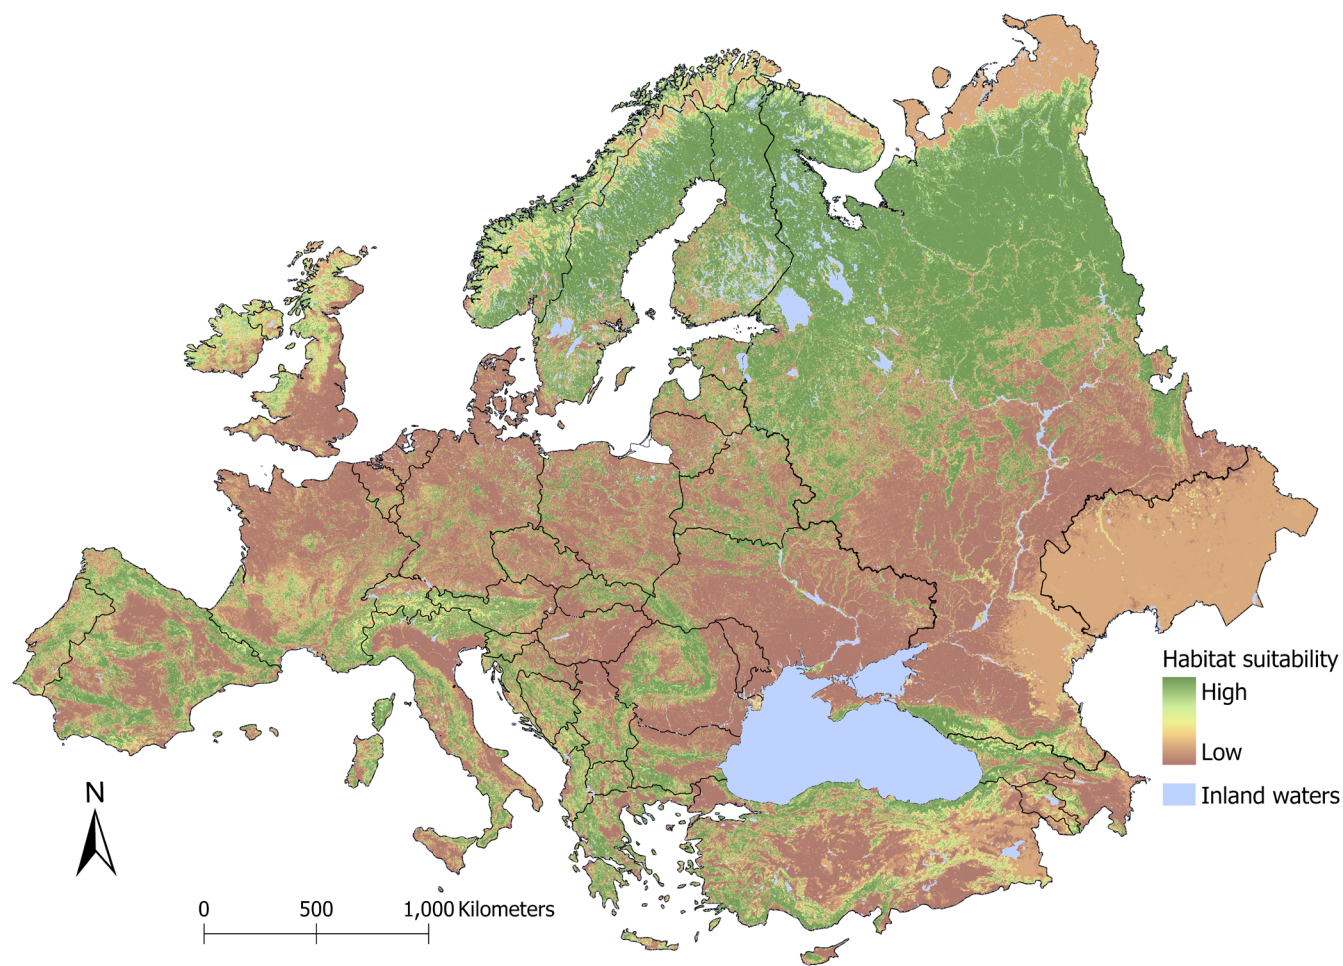 Habitat suitability
High
Low
Inland waters
N
0 500 1,000 Kilometers